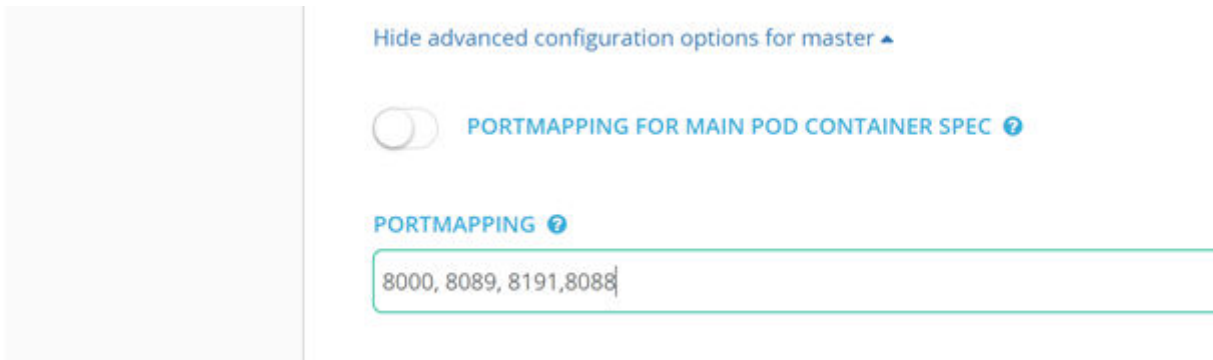 Hide advanced configuration options for master
PORTMAPPING FOR MAIN POD CONTAINER SPEC ?
PORTMAPPING ?
8000, 8089, 8191,8088